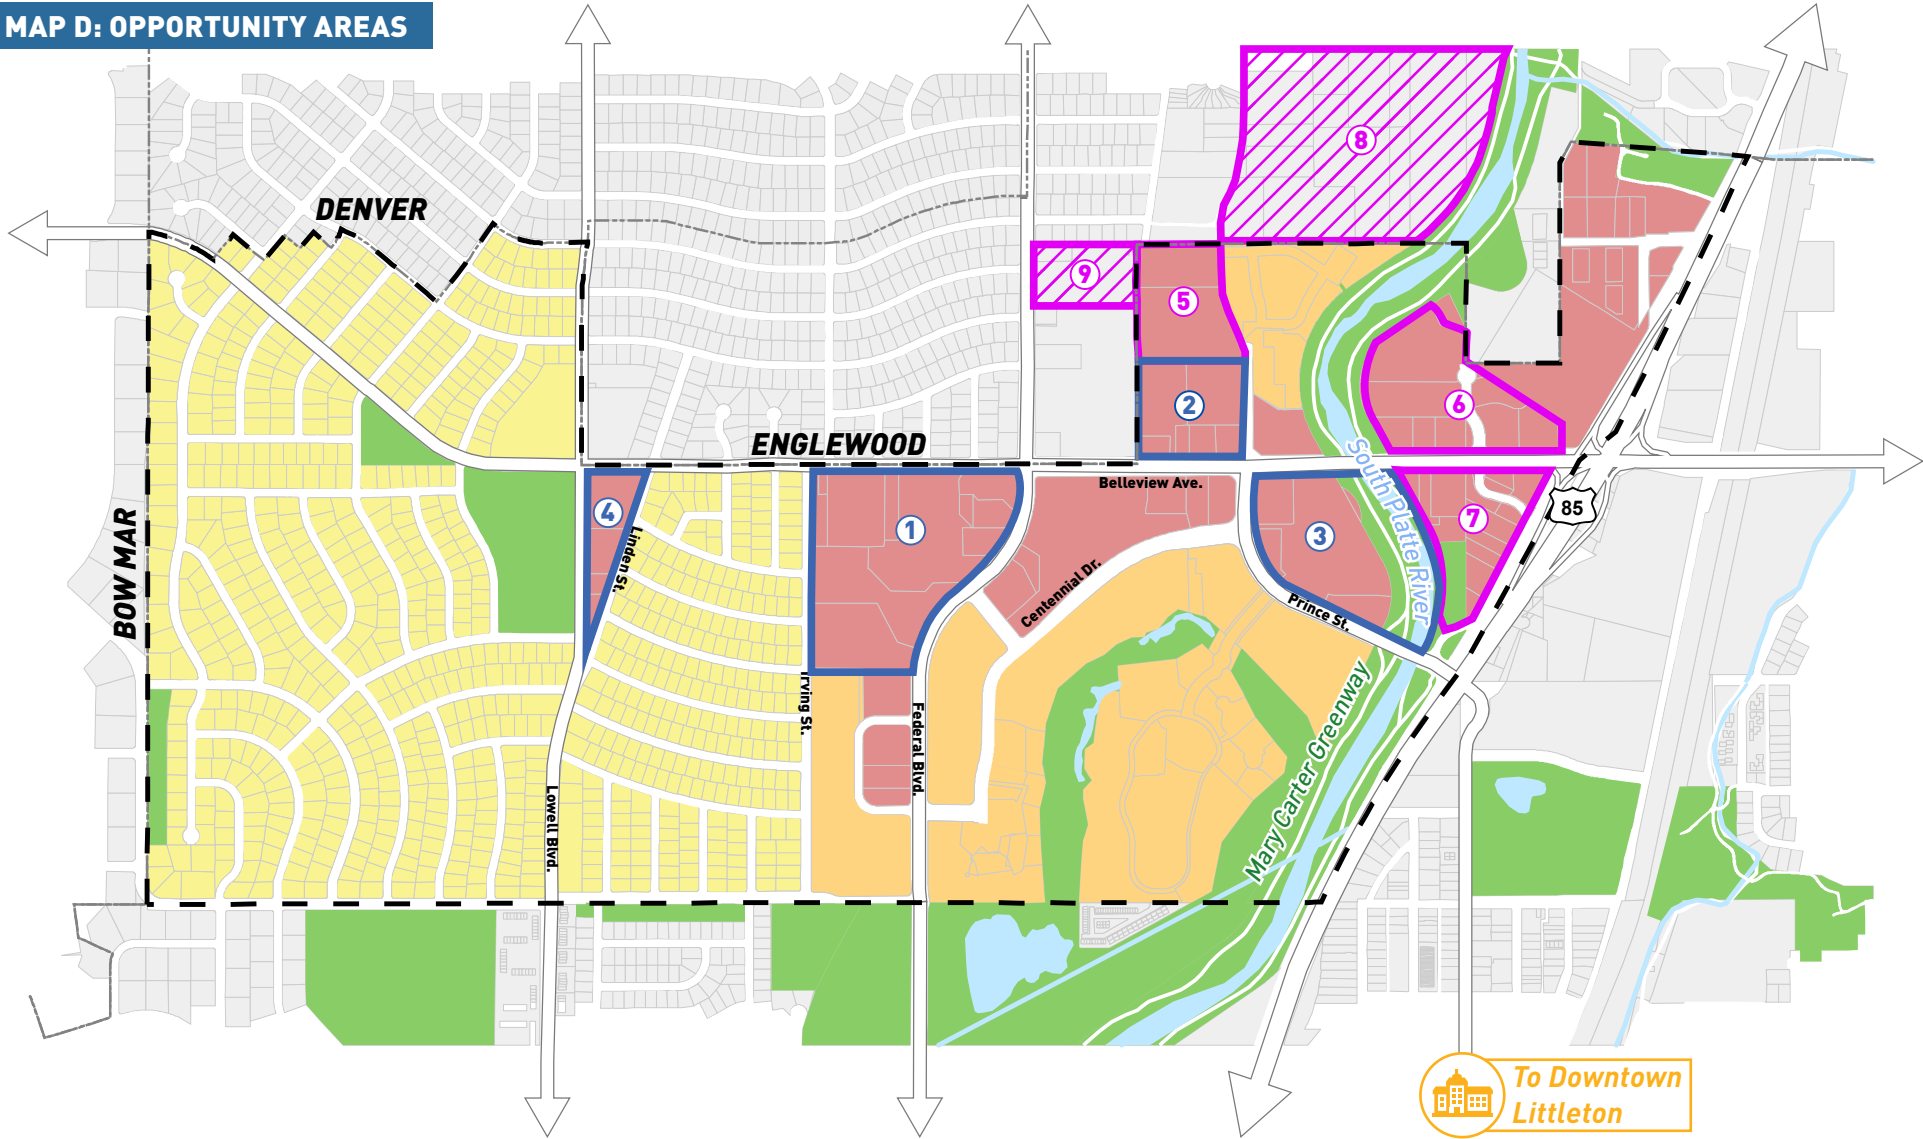 MAP D: OPPORTUNITY AREAS
8
DENVER
9
5
6
2
ENGLEWOOD
Belleview Ave.
South Platte River
85
4
1
7
3
BOW MAR
Linden St.
Centennial Dr.
Prince St.
Irving St.
Federal Blvd.
Mary Carter Greenway
Lowell Blvd.
To Downtown
Littleton